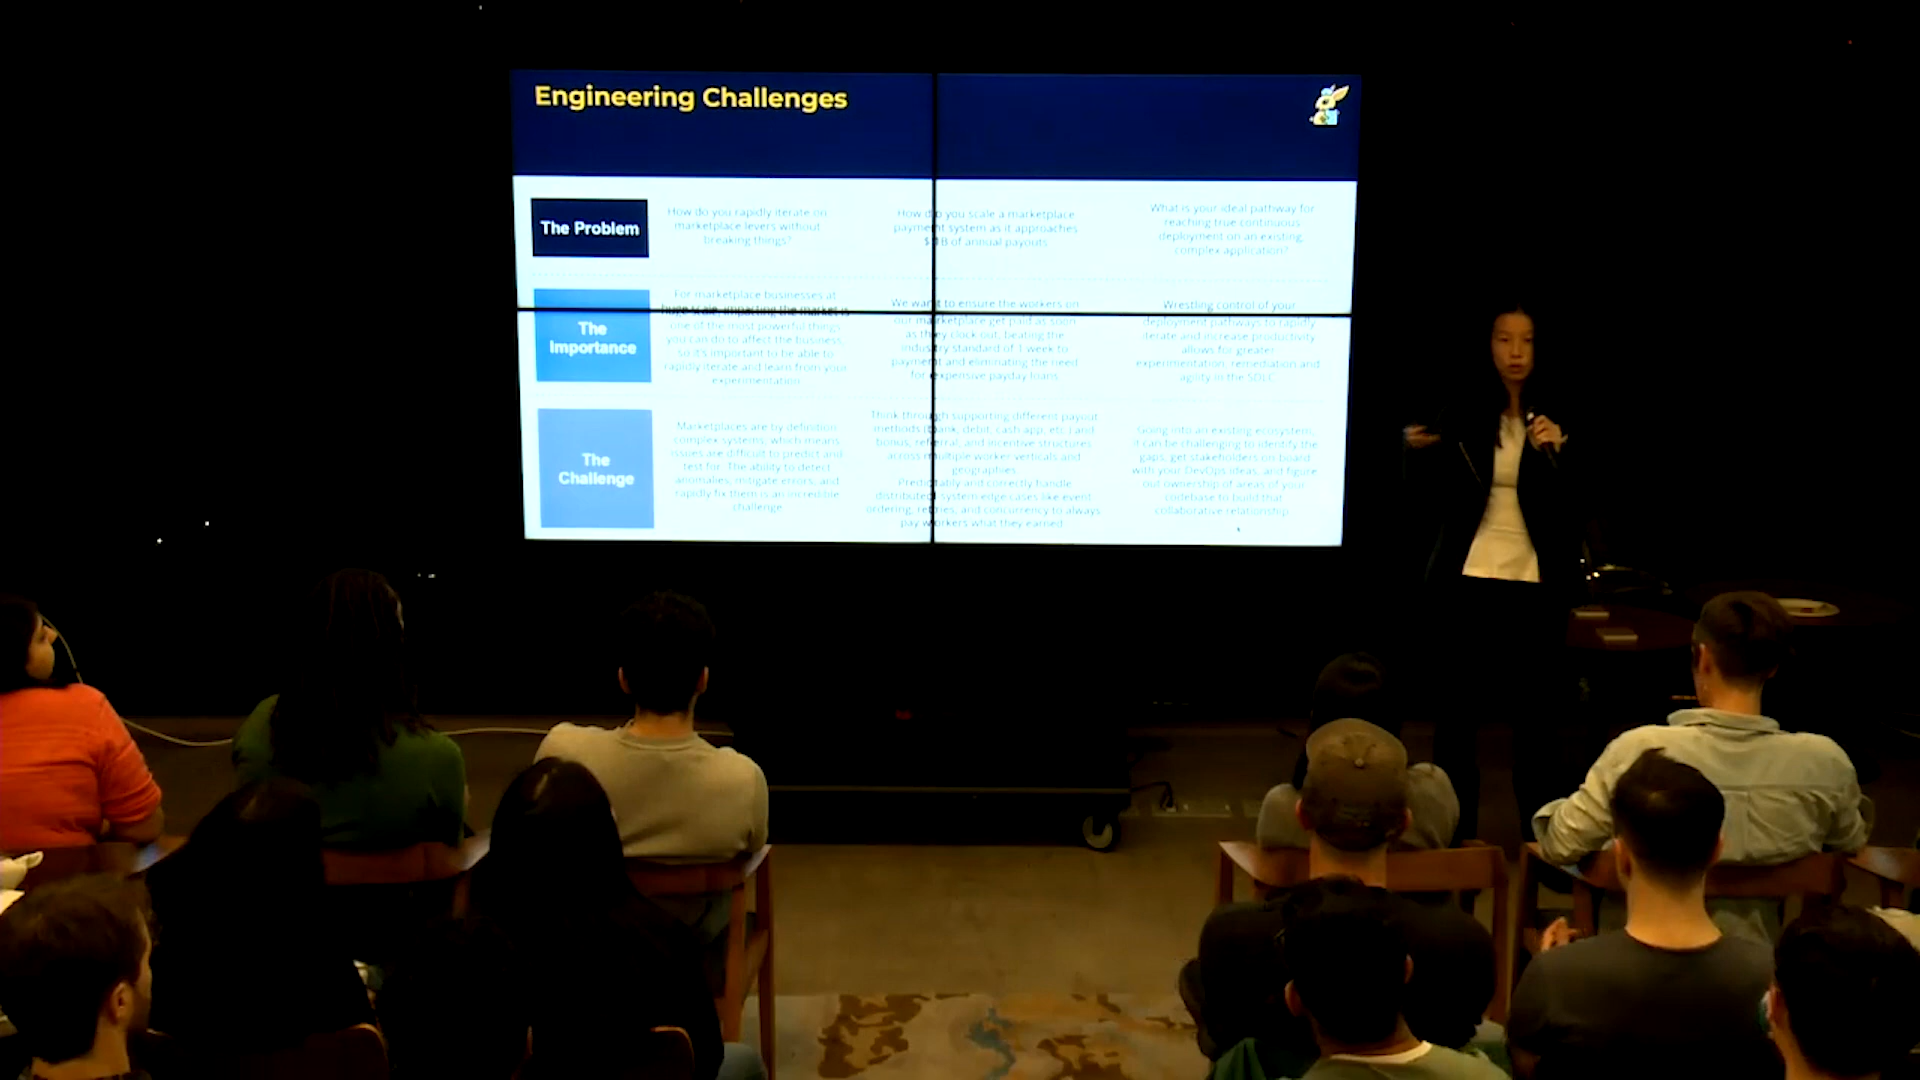 Engineering Challenges
The Problem
How do you rapidly iterate on
marketplace levers without
breaking things?
How do you scale a marketplace
payment system as it approaches
of annual payouts
What is your ideal pathway for
reaching true continuous
deployment on an existing
complex application?
The
Importance
For marketplace businesses at
huge scale, impacting the market is
one of the most powerful things
you can do to affect the business,
so it's important to be able to
rapidly iterate and learn from your
experimentation.
We want to ensure the workers on
our marketplace get paid as soon
as they clock out, beating the
industry standard of 1 week to
payment and eliminating the need
for expensive payday loans.
Wrestling control of your
deployment pathways to rapidly
iterate and increase productivity
allows for greater
experimentation, remediation and
agility in the SDLC.
The
Challenge
Marketplaces are by definition
complex systems, which means
issues are difficult to predict and
test for. The ability to detect
anomalies, mitigate errors, and
rapidly fix them is an incredible
challenge.
Think through supporting different payout
methods (bank, debit, cash app, etc.) and
bonus, referral, and incentive structures
across multiple worker verticals and
geographies.
Predictably and correctly handle
distributed system edge cases like event
ordering, retries, and concurrency to always
pay workers what they earned.
Going into an existing ecosystem,
it can be challenging to identify the
gaps, get stakeholders on board
with your DevOps ideas, and figure
out ownership of areas of your
codebase to build that
collaborative relationship.